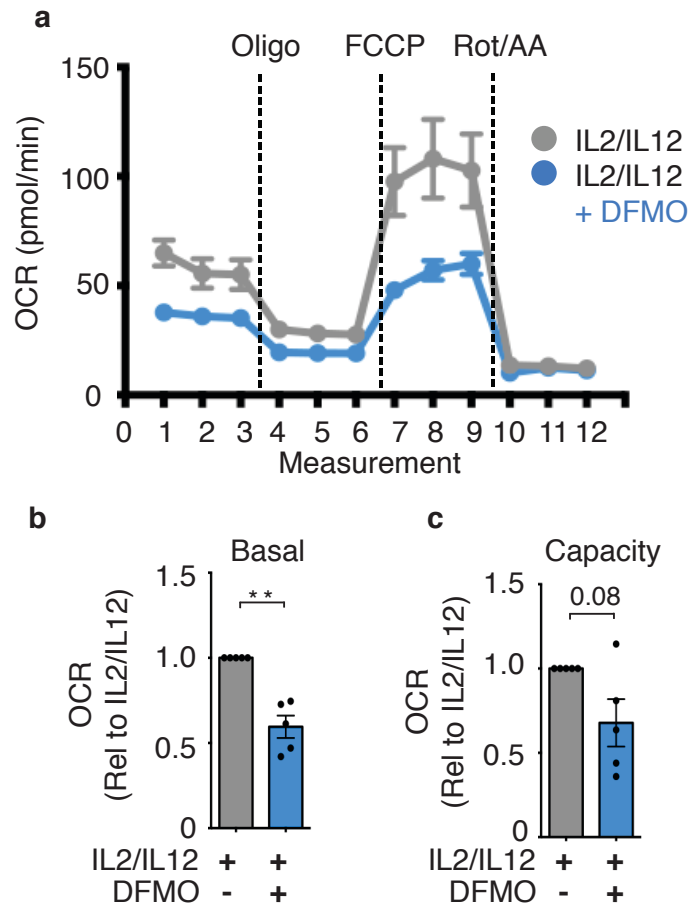 a
Oligo FCCP Rot/AA
150
100
50
0
OCR (pmol/min)
IL2/IL12
IL2/IL12
+ DFMO
0 1 2 3 4 5 6 7 8 9 10 11 12
Measurement
b
Basal
1.5
1.0
0.5
0
OCR
(Rel to IL2/IL12)
**
IL2/IL12 + +
DFMO - +
c
Capacity
1.5
1.0
0.5
0
OCR
(Rel to IL2/IL12)
0.08
IL2/IL12 + +
DFMO - +